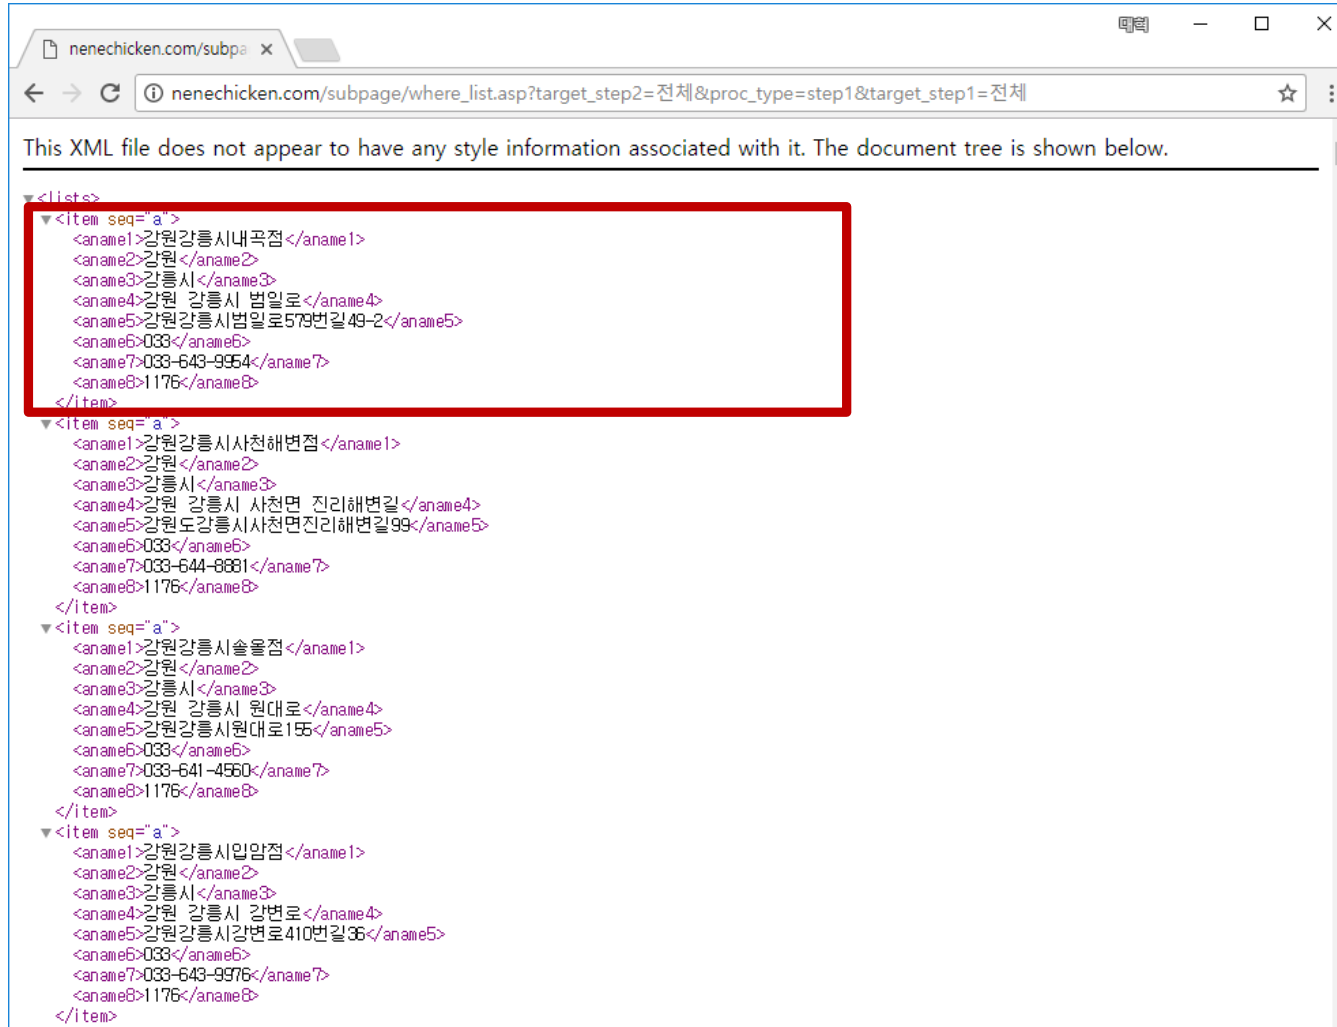 매혁
nenechicken.com/subpa
nenechicken.com/subpage/where_list.asp?target_step2=전체&proc_type=step1&target_step1=전체
This XML file does not appear to have any style information associated with it. The document tree is shown below.
<lists>
<item seq="a">
<aname1>강원강릉시내곡점</aname1>
<aname2>강원</aname2>
<aname3>강릉시</aname3>
<aname4>강원 강릉시 범일로</aname4>
<aname5>강원강릉시범일로579번길49-2</aname5>
<aname6>033</aname6>
<aname7>033-643-9954</aname7>
<aname8>1176</aname8>
</item>
<item seq="a">
<aname1>강원강릉시사천해변점</aname1>
<aname2>강원</aname2>
<aname3>강릉시</aname3>
<aname4>강원 강릉시 사천면 진리해변길</aname4>
<aname5>강원도강릉시사천면진리해변길99</aname5>
<aname6>033</aname6>
<aname7>033-644-8881</aname7>
<aname8>1176</aname8>
</item>
<item seq="a">
<aname1>강원강릉시솔올점</aname1>
<aname2>강원</aname2>
<aname3>강릉시</aname3>
<aname4>강원 강릉시 원대로</aname4>
<aname5>강원강릉시원대로155</aname5>
<aname6>033</aname6>
<aname7>033-641-4560</aname7>
<aname8>1176</aname8>
</item>
<item seq="a">
<aname1>강원강릉시입암점</aname1>
<aname2>강원</aname2>
<aname3>강릉시</aname3>
<aname4>강원 강릉시 강변로</aname4>
<aname5>강원강릉시강변로410번길36</aname5>
<aname6>033</aname6>
<aname7>033-643-9976</aname7>
<aname8>1176</aname8>
</item>